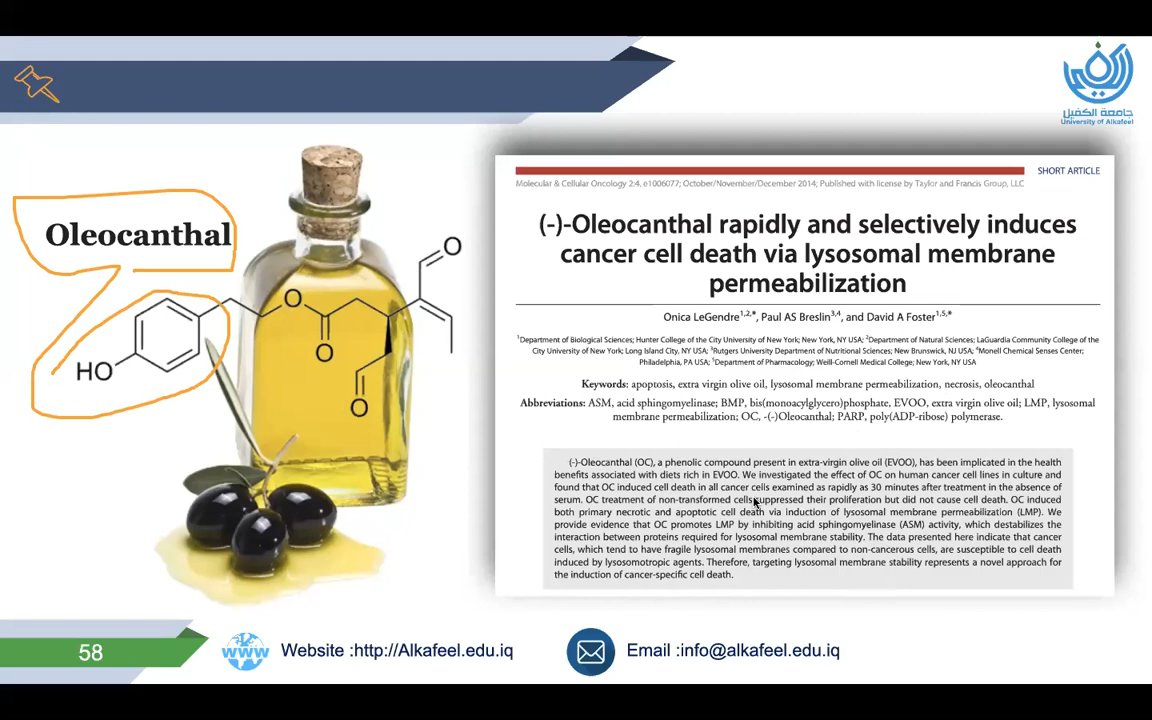 جامعة الكفيل
University of Alkafeel
Oleocanthal
HO
O
O
O
O
SHORT ARTICLE
Molecular & Cellular Oncology 2:4, e1006077; October/November/December 2014; Published with license by Taylor and Francis Group, LLC
(-)-Oleocanthal rapidly and selectively induces
cancer cell death via lysosomal membrane
permeabilization
Onica LeGendre1,2,*, Paul AS Breslin3,4, and David A Foster1,5,*
1Department of Biological Sciences; Hunter College of the City University of New York; New York, NY USA; 2Department of Natural Sciences; LaGuardia Community College of the
City University of New York; Long Island City, NY USA; 3Rutgers University Department of Nutritional Sciences; New Brunswick, NJ USA; 4Monell Chemical Senses Center;
Philadelphia, PA USA; 5Department of Pharmacology; Weill-Cornell Medical College; New York, NY USA
Keywords: apoptosis, extra virgin olive oil, lysosomal membrane permeabilization, necrosis, oleocanthal
Abbreviations: ASM, acid sphingomyelinase; BMP, bis(monoacylglycero)phosphate, EVOO, extra virgin olive oil; LMP, lysosomal
membrane permeabilization; OC, -(-)Oleocanthal; PARP, poly(ADP-ribose) polymerase.
(-)-Oleocanthal (OC), a phenolic compound present in extra-virgin olive oil (EVOO), has been implicated in the health
benefits associated with diets rich in EVOO. We investigated the effect of OC on human cancer cell lines in culture and
found that OC induced cell death in all cancer cells examined as rapidly as 30 minutes after treatment in the absence of
serum. OC treatment of non-transformed cells suppressed their proliferation but did not cause cell death. OC induced
both primary necrotic and apoptotic cell death via induction of lysosomal membrane permeabilization (LMP). We
provide evidence that OC promotes LMP by inhibiting acid sphingomyelinase (ASM) activity, which destabilizes the
interaction between proteins required for lysosomal membrane stability. The data presented here indicate that cancer
cells, which tend to have fragile lysosomal membranes compared to non-cancerous cells, are susceptible to cell death
induced by lysosomotropic agents. Therefore, targeting lysosomal membrane stability represents a novel approach for
the induction of cancer-specific cell death.
58
www
Website :http://Alkafeel.edu.iq
Email :info@alkafeel.edu.iq